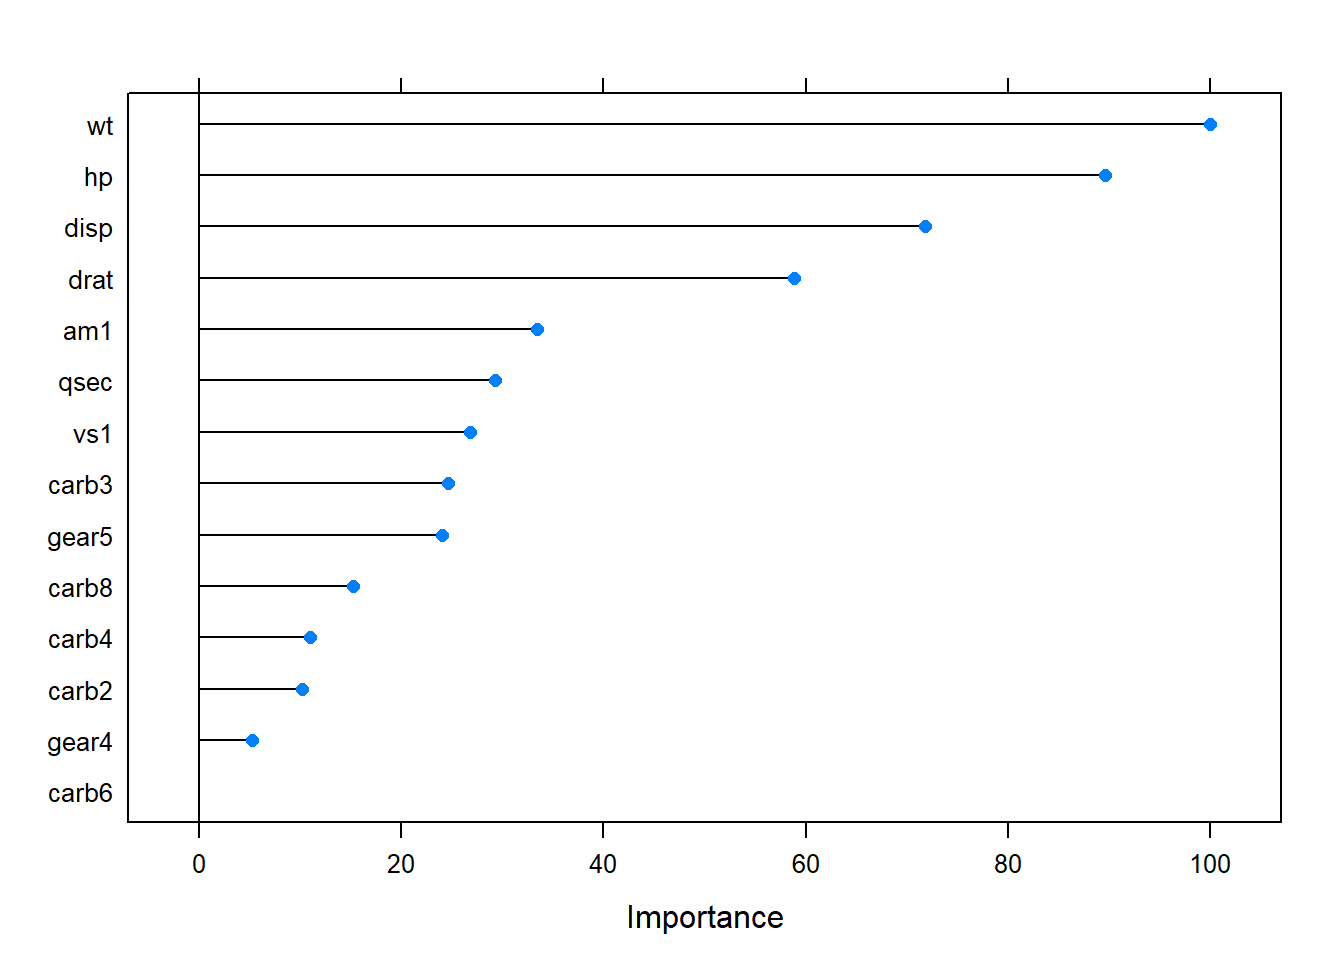 wt
hp
disp
drat
am1
qsec
vs1
carb3
gear5
carb8
carb4
carb2
gear4
carb6
0 20 40 60 80 100
Importance